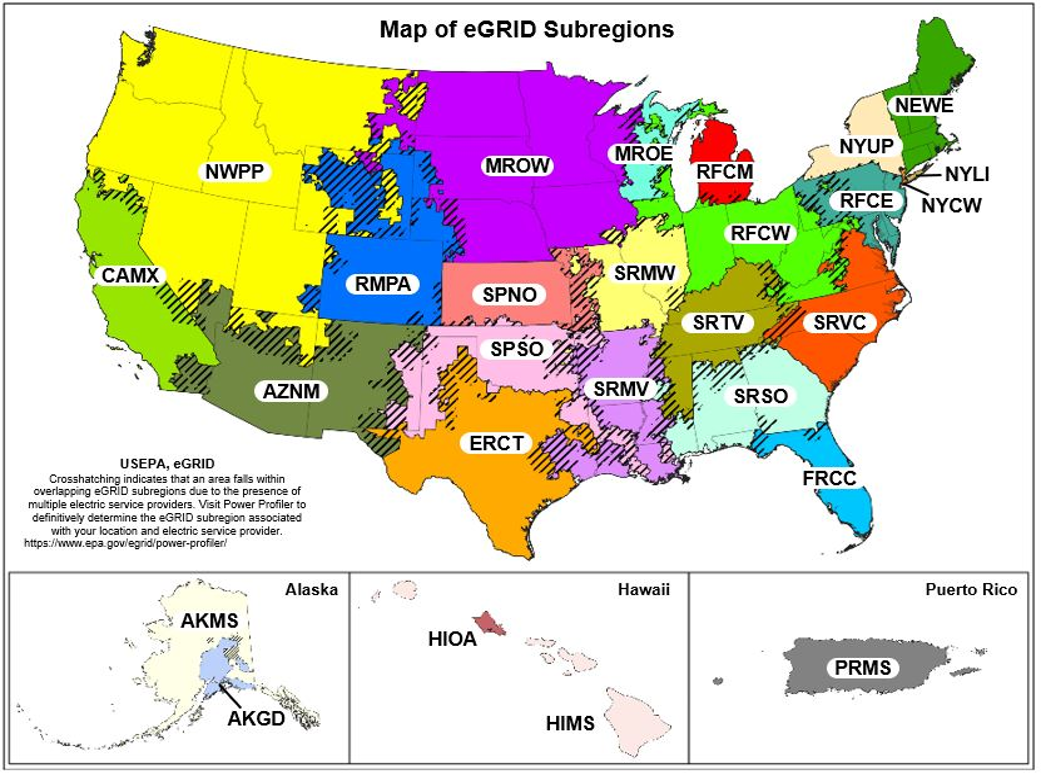 Map of eGRID Subregions
NEWE
NYUP
MROE
NWPP
MROW
RFCM
NYLI
RFCE
NYCW
RFCW
CAMX
SRMW
RMPA
SPNO
SRTV
SRVC
SPSO
AZNM
SRMV
SRSO
ERCT
USEPA, eGRID
Crosshatching indicates that an area falls within
overlapping eGRID subregions due to the presence of
multiple electric service providers. Visit Power Profiler to
definitively determine the eGRID subregion associated
with your location and electric service provider.
https://www.epa.gov/egrid/power-profiler/
FRCC
Alaska
AKMS
AKGD
Hawaii
HIOA
HIMS
Puerto Rico
PRMS